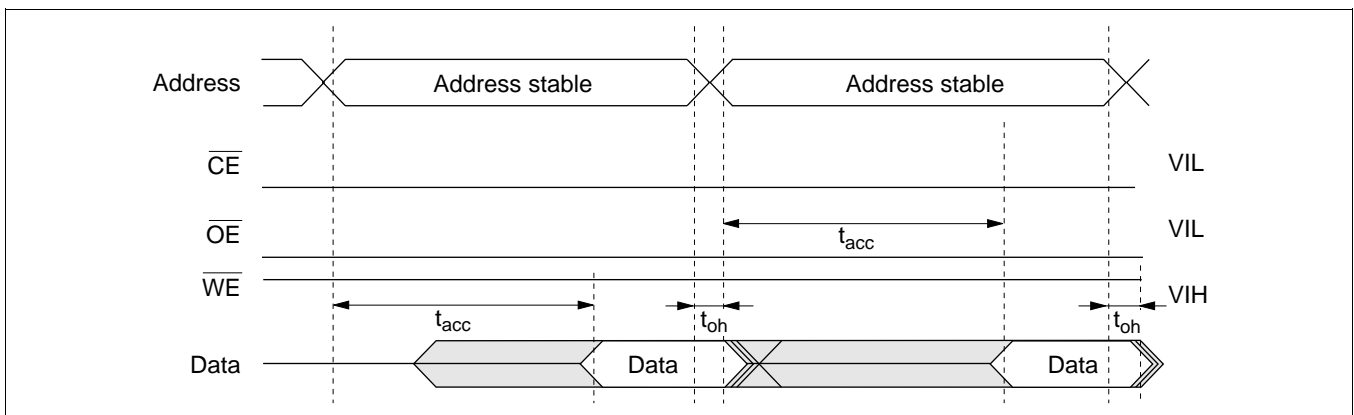 Address Address stable Address stable
CE VIL
OE VIL
tacc
WE VIH
tacc toh toh
Data Data Data